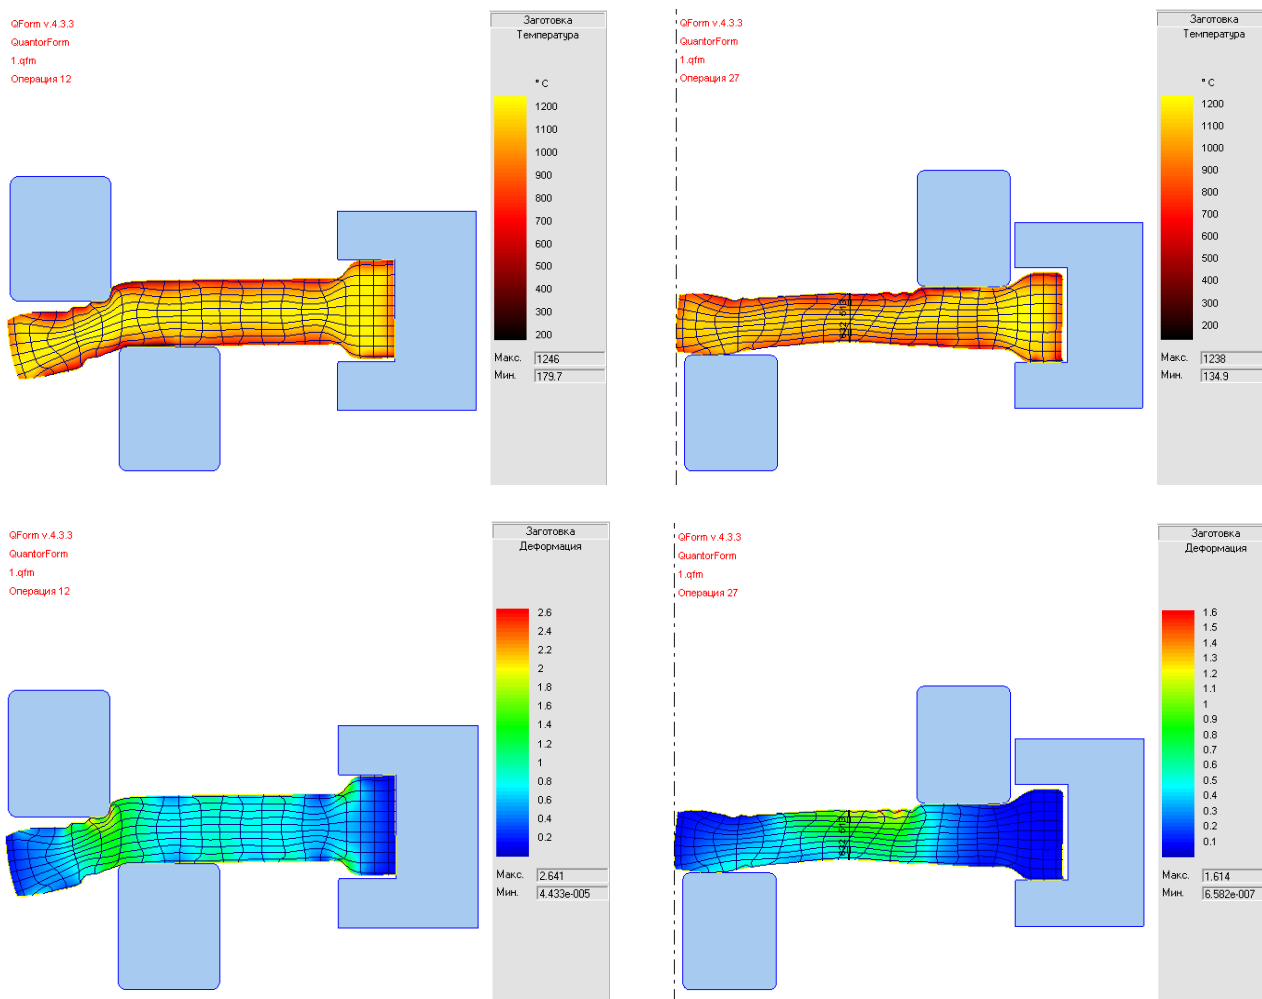 QForm v.4.3.3
QuantorForm
1.qfm
Операция 12
Заготовка
Температура
° C
1200
1100
1000
900
800
700
600
500
400
300
200
Макс. 1246
Мин. 179.7
QForm v.4.3.3
QuantorForm
1.qfm
Операция 27
Заготовка
Температура
° C
1200
1100
1000
900
800
700
600
500
400
300
200
Макс. 1238
Мин. 134.9
613
622
QForm v.4.3.3
QuantorForm
1.qfm
Операция 12
Заготовка
Деформация
2.6
2.4
2.2
2
1.8
1.6
1.4
1.2
1
0.8
0.6
0.4
0.2
Макс. 2.641
Мин. 4.433e-005
QForm v.4.3.3
QuantorForm
1.qfm
Операция 27
Заготовка
Деформация
1.6
1.5
1.4
1.3
1.2
1.1
1
0.9
0.8
0.7
0.6
0.5
0.4
0.3
0.2
0.1
Макс. 1.614
Мин. 6.582e-007
613
622